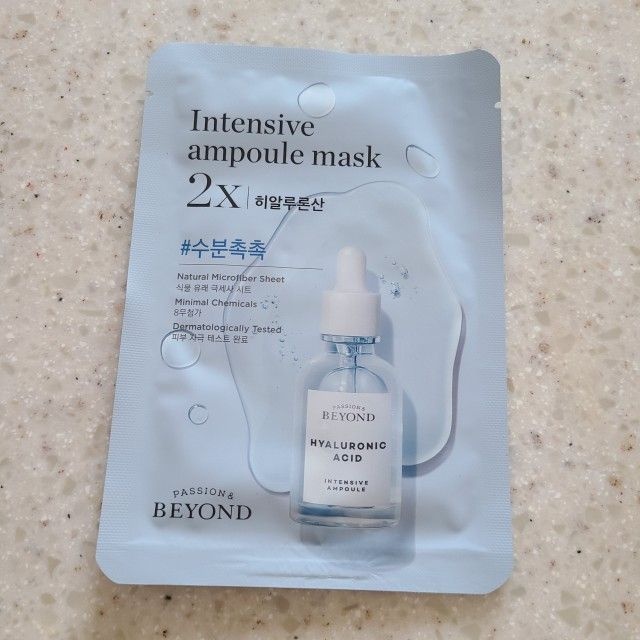 Intensive
ampoule mask
2x 히알루론산
#수분촉촉
Natural Microfiber Sheet
식물 유래 극세사 시트
Minimal Chemicals
8무첨가
Dermatologically Tested
피부 자극 테스트 완료
PASSION&
BEYOND
HYALURONIC
ACID
INTENSIVE
AMPOULE
PASSION&
BEYOND